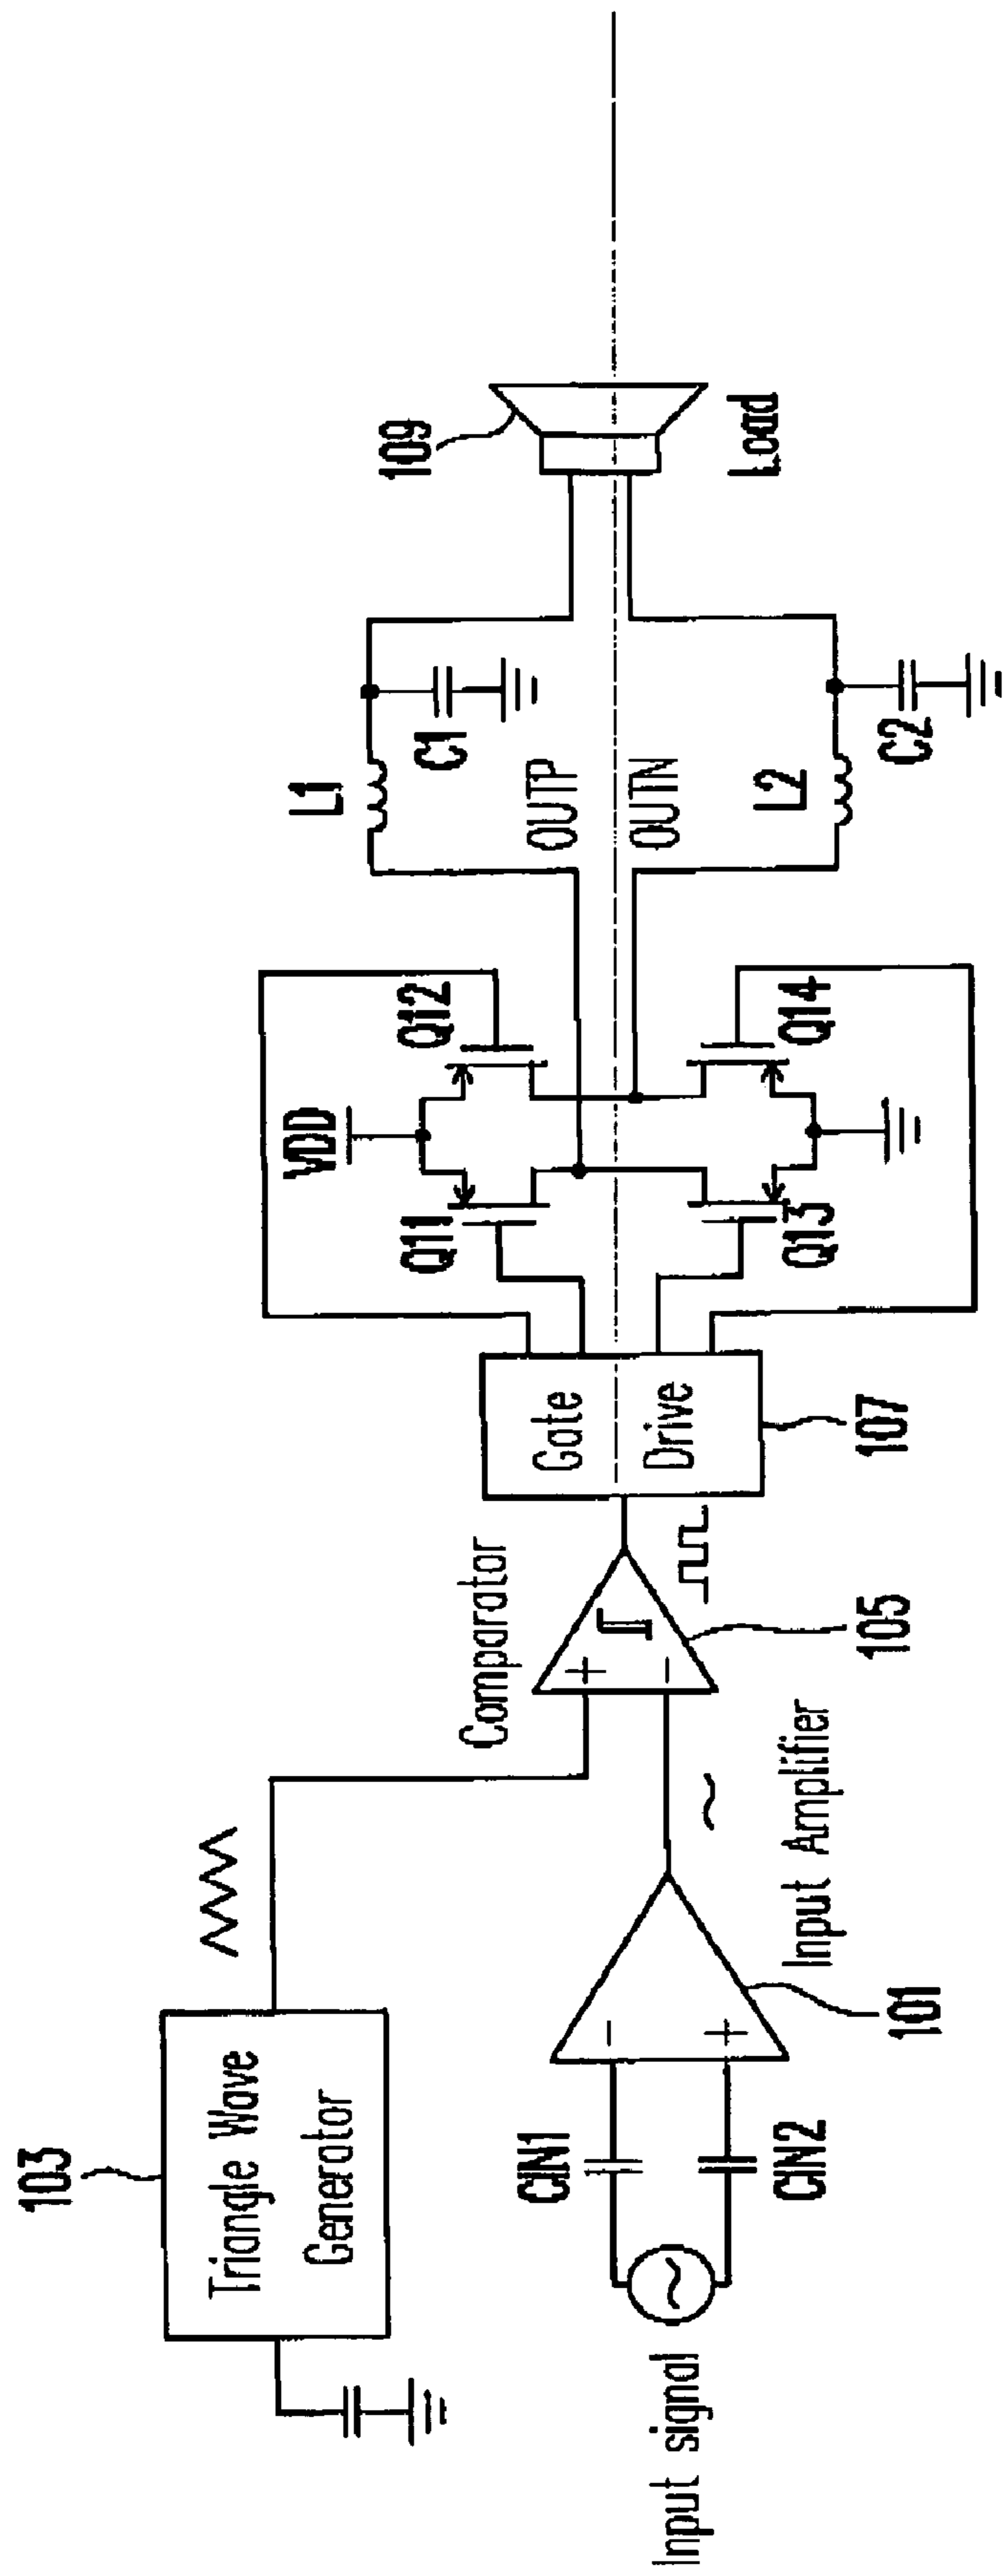 103
Triangle Wave
Generator
Input signal
CIN1
CIN2
101
Input Amplifier
Comparator
105
Gate
Drive
107
VDD
Q11
Q12
Q13
Q14
OUTP
OUTN
L1
C1
L2
C2
109
Load